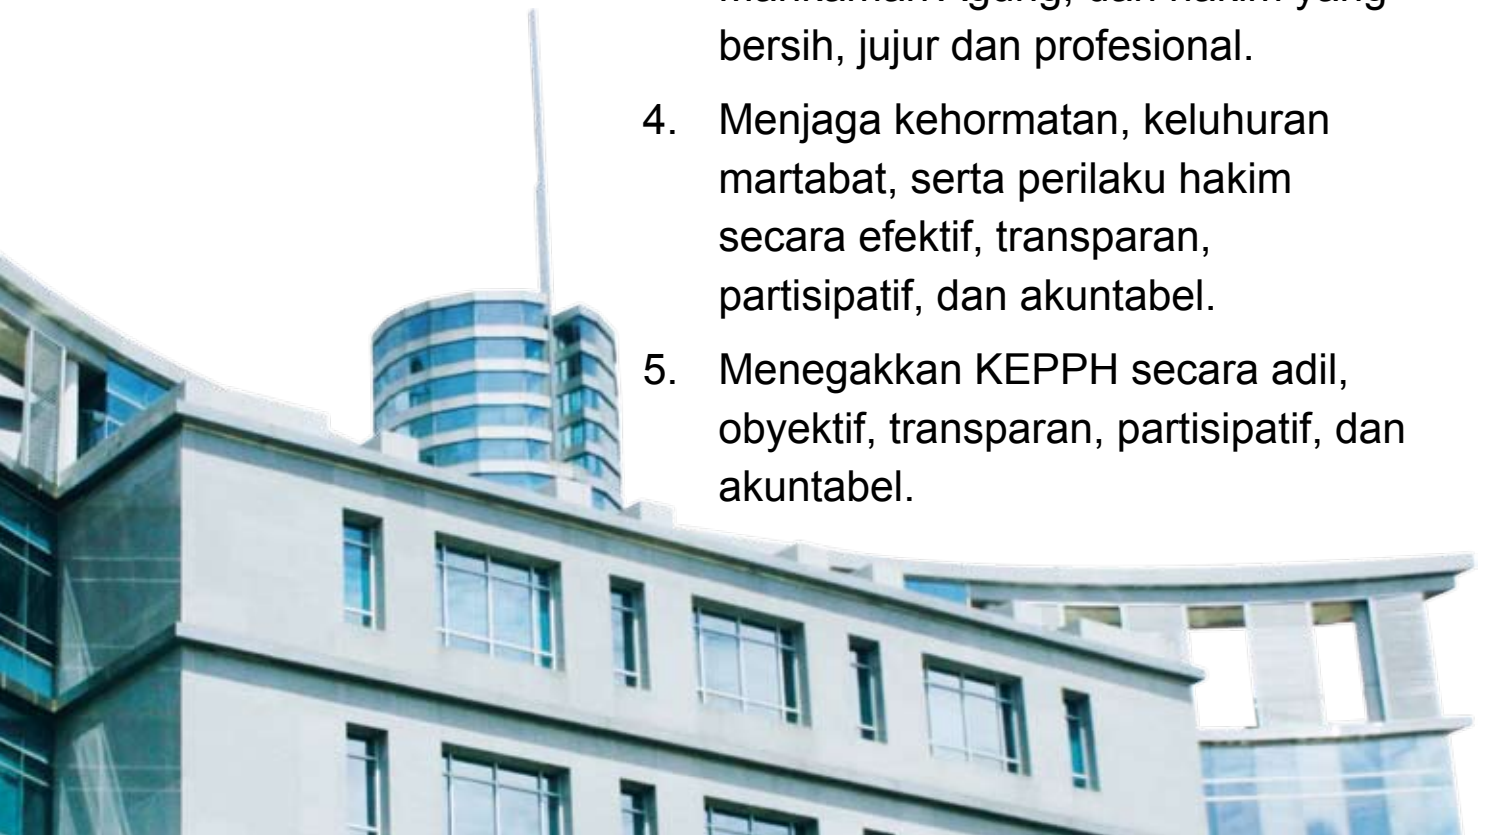 bersih, jujur dan profesional.
4. Menjaga kehormatan, keluhuran
martabat, serta perilaku hakim
secara efektif, transparan,
partisipatif, dan akuntabel.
5. Menegakkan KEPPH secara adil,
obyektif, transparan, partisipatif, dan
akuntabel.